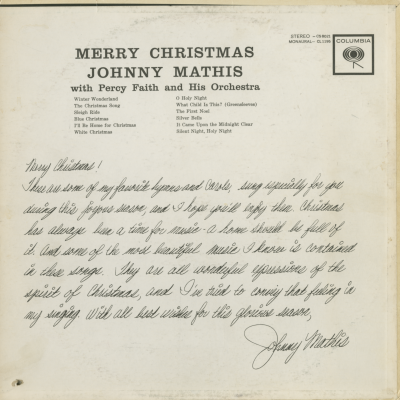 STEREO
MONAURAL
COLUMBIA
MERRY CHRISTMAS
JOHNNY MATHIS
with Percy Faith and His Orchestra
Winter Wonderland
The Christmas Song
Sleigh Ride
Blue Christmas
I'll Be Home for Christmas
White Christmas
O Holy Night
What Child Is This? (Greensleeves)
The First Noel
Silver Bells
It Came Upon the Midnight Clear
Silent Night, Holy Night
Merry Christmas!
These are some of my favorite hymns and carols, sung especially for you
during this joyous season, and I hope you'll enjoy them. Christmas
has always been a time for music - a home should be full of
it. And some of the most beautiful music I know is contained
in these songs. They are all wonderful expressions of the
spirit of Christmas, and I've tried to convey that feeling in
my singing. With all best wishes for this glorious season,
Johnny Mathis